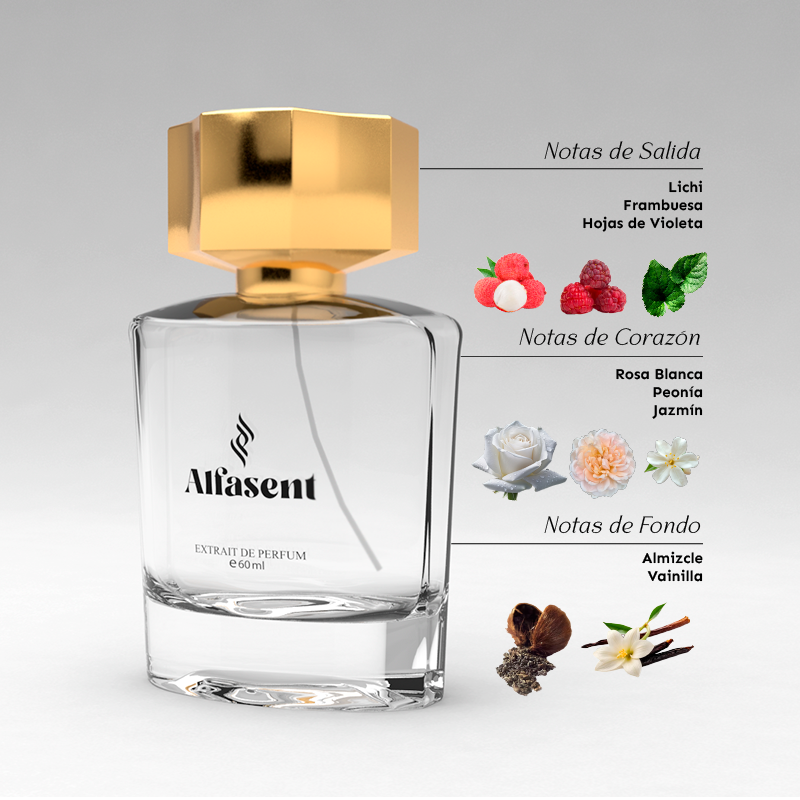 Notas de Salida
Lichi
Frambuesa
Hojas de Violeta
Notas de Corazón
Rosa Blanca
Peonía
Jazmín
Alfasent
EXTRAIT DE PERFUM
℮60ml
Notas de Fondo
Almizcle
Vainilla